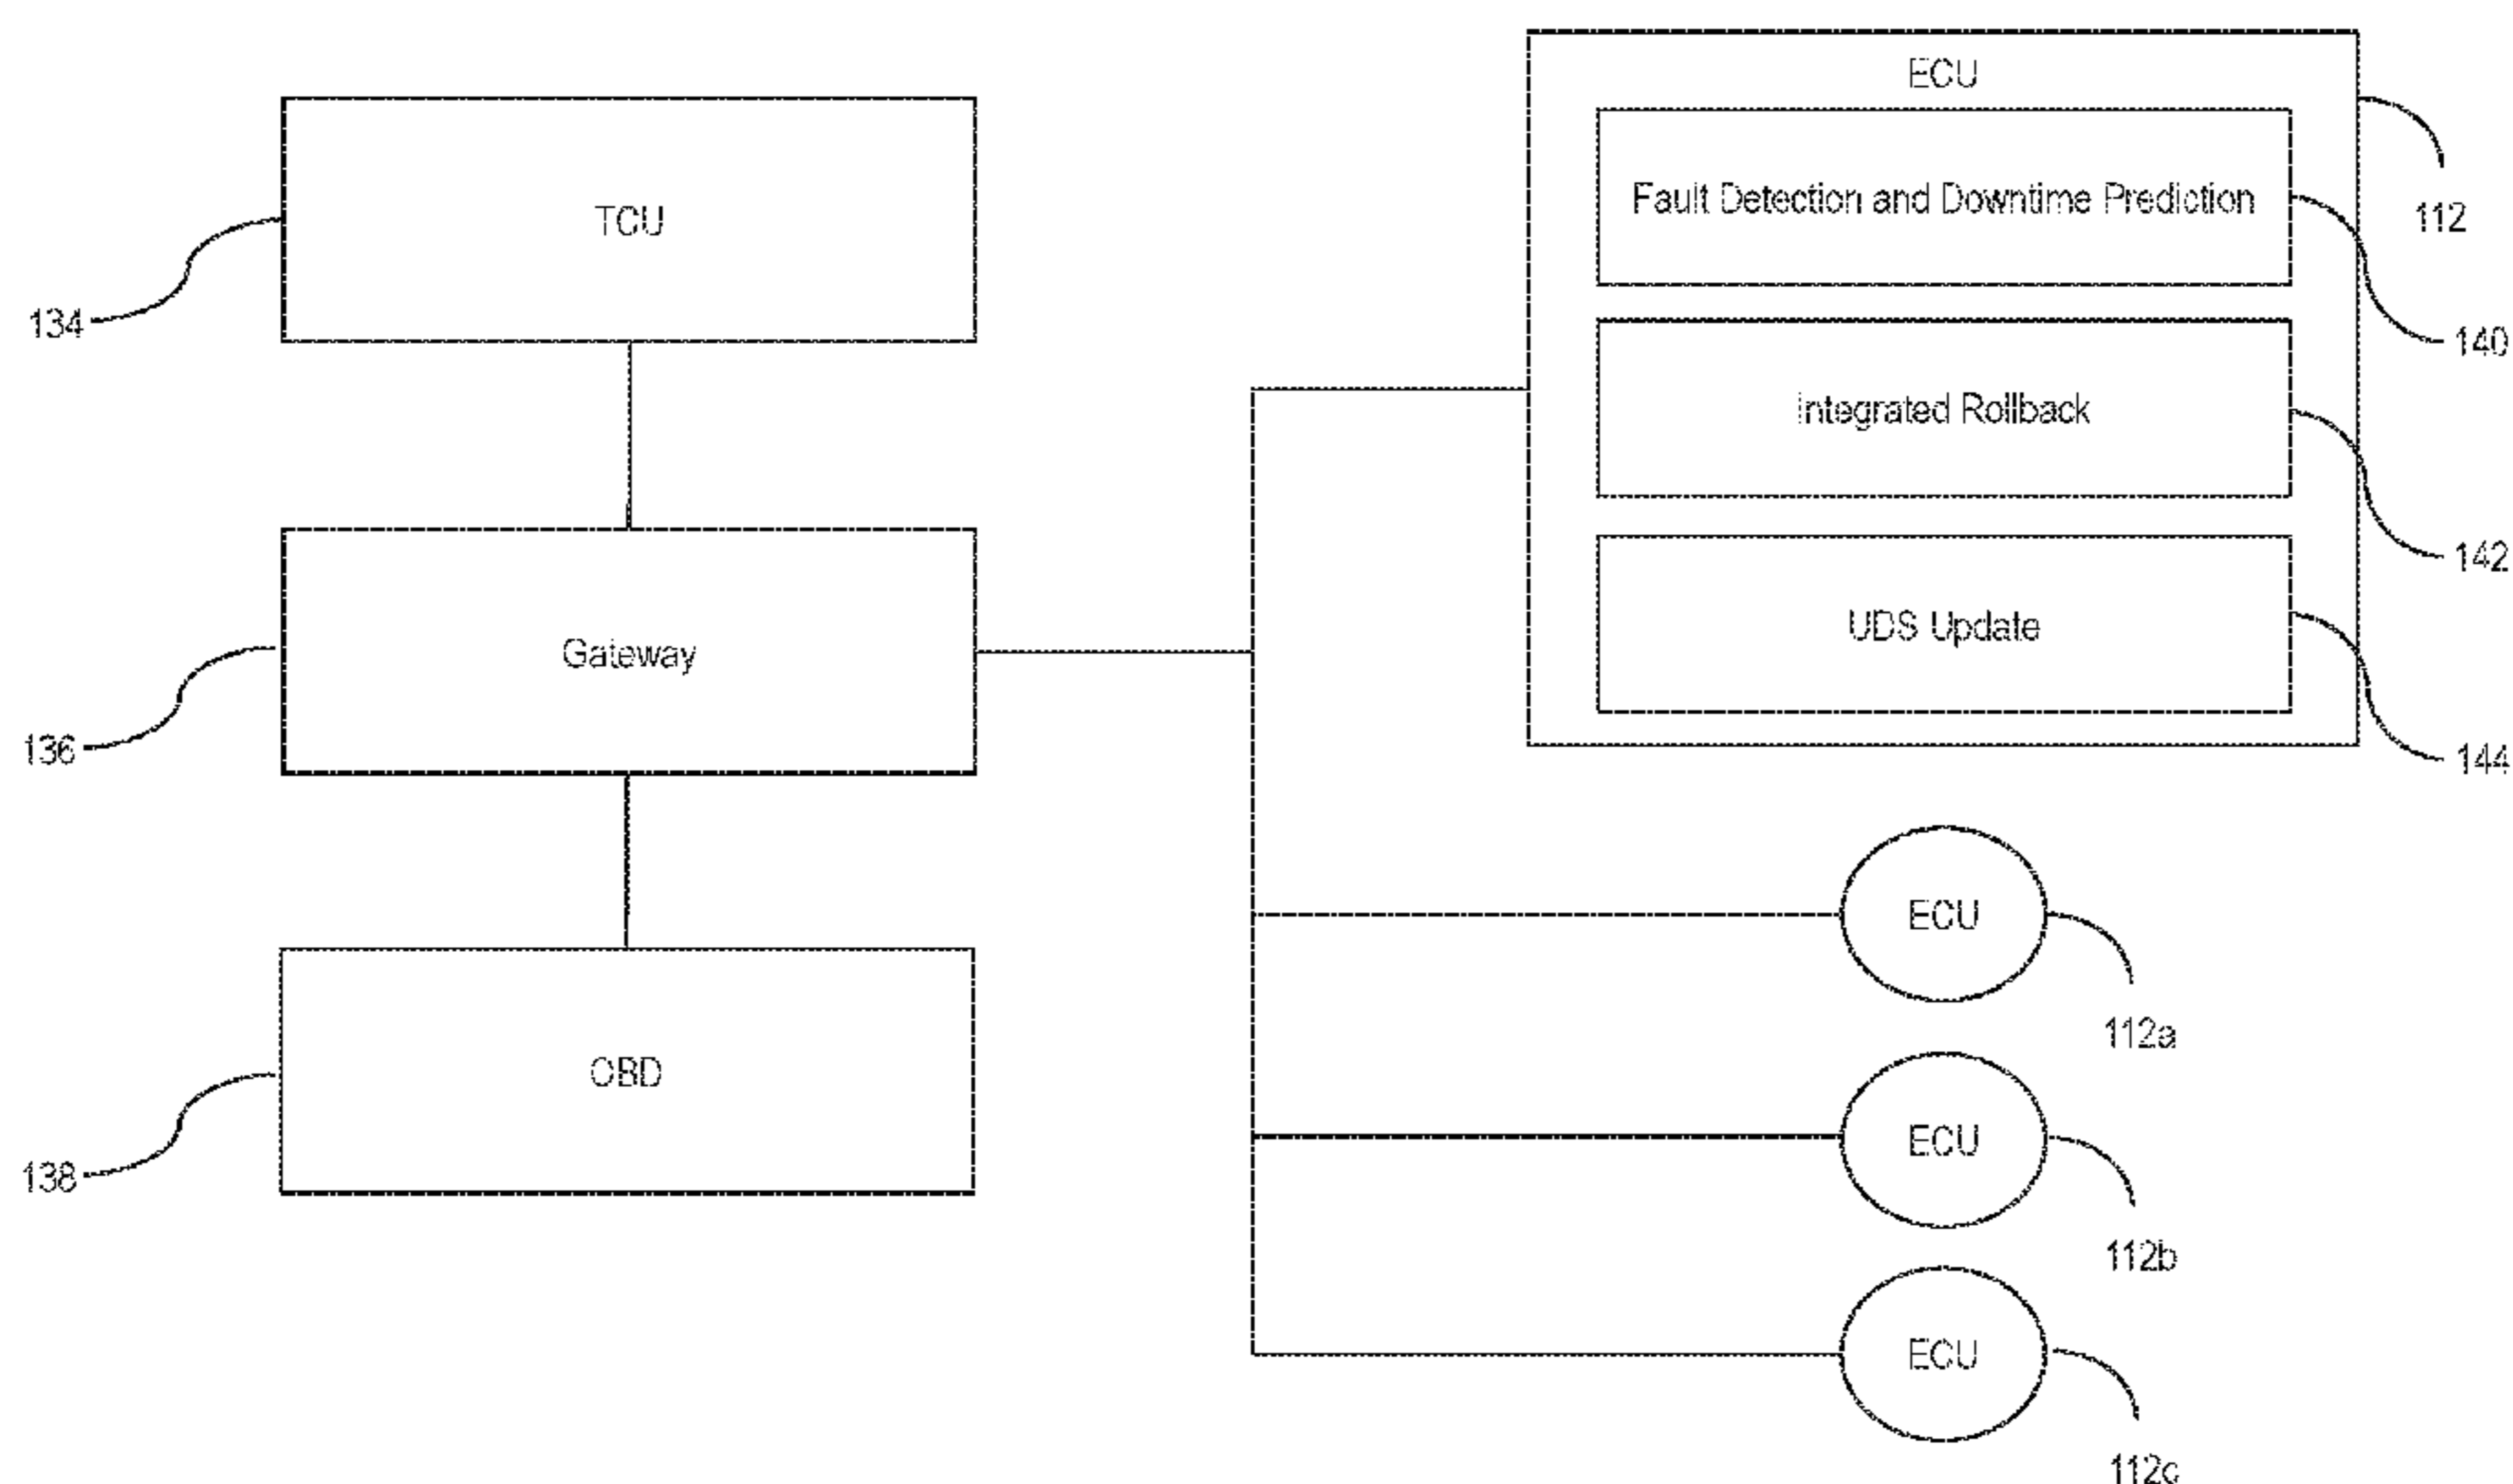 TCU
134
Gateway
136
OBD
138
ECU
112
Fault Detection and Downtime Prediction
140
Integrated Rollback
142
UDS Update
144
ECU
112a
ECU
112b
ECU
112c